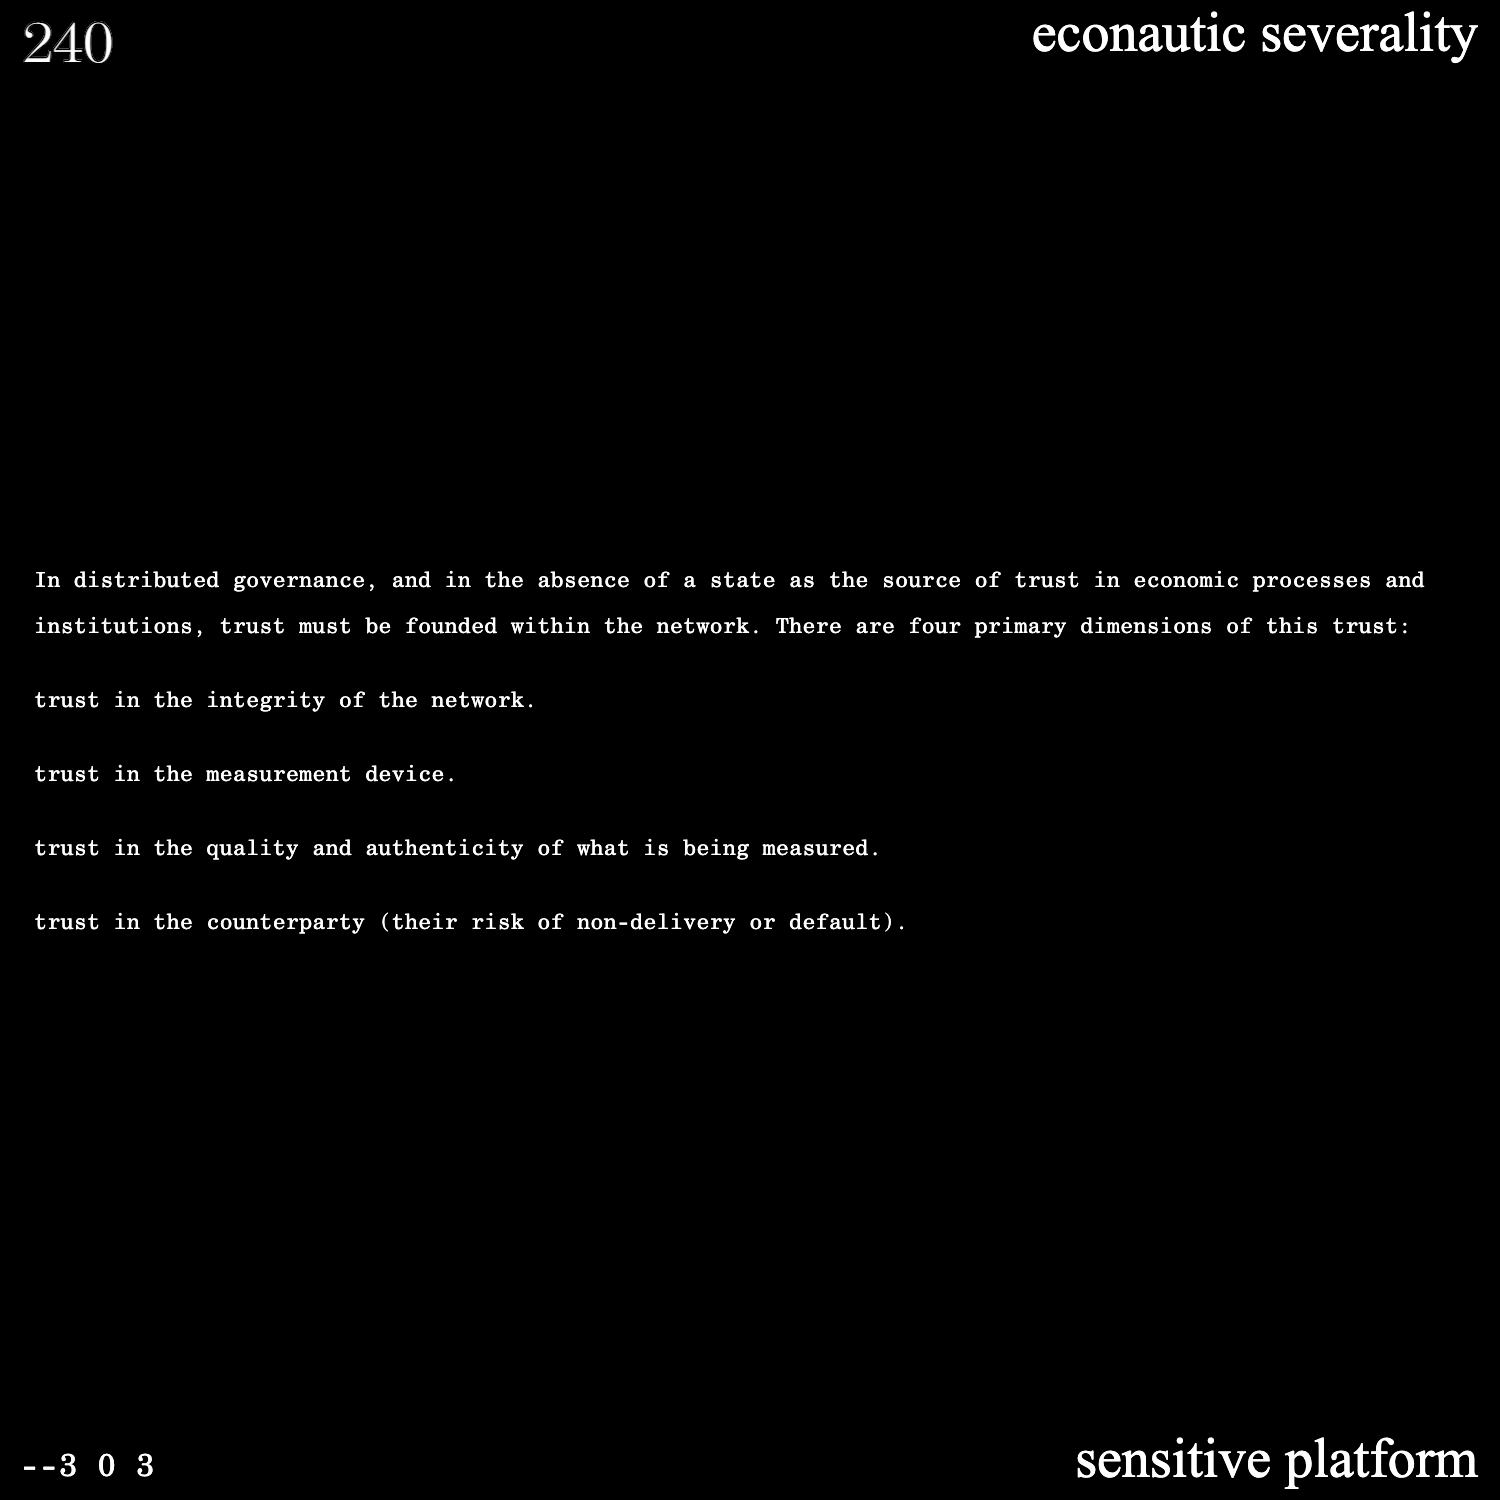 240
econautic severality
In distributed governance, and in the absence of a state as the source of trust in economic processes and
institutions, trust must be founded within the network. There are four primary dimensions of this trust:
trust in the integrity of the network.
trust in the measurement device.
trust in the quality and authenticity of what is being measured.
trust in the counterparty (their risk of non-delivery or default).
--3 0 3
sensitive platform